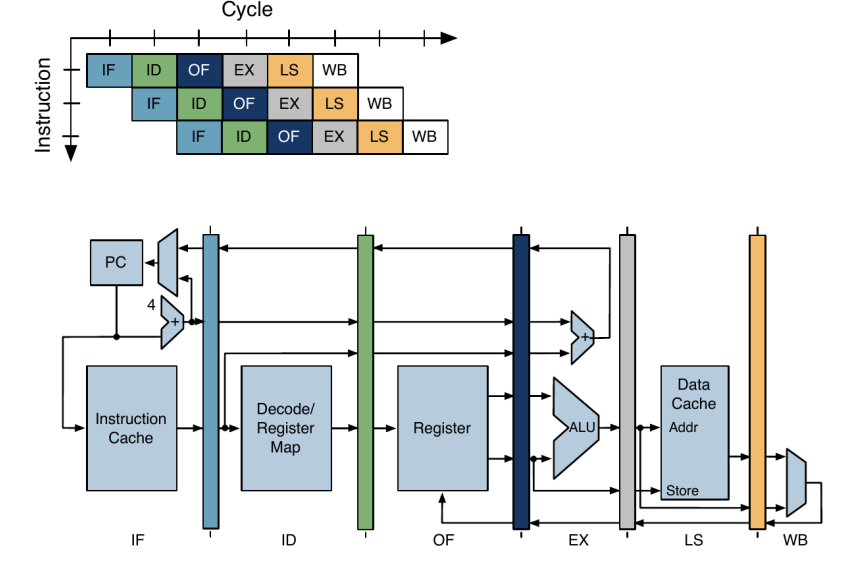 Cycle
Instruction
IF ID OF EX LS WB
IF ID OF EX LS WB
IF ID OF EX LS WB
PC
4
+
+
Instruction
Cache
Decode/
Register
Map
Register
ALU
Data
Cache
Addr
Store
IF ID OF EX LS WB